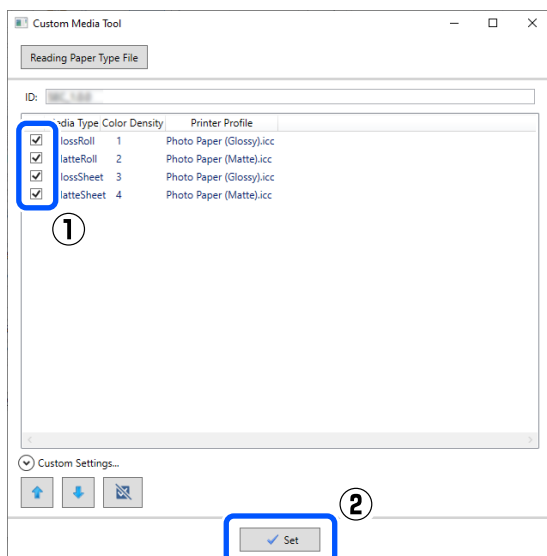 Custom Media Tool
Reading Paper Type File
ID:
edia Type Color Density Printer Profile
lossRoll 1 Photo Paper (Glossy).icc
latteRoll 2 Photo Paper (Matte).icc
lossSheet 3 Photo Paper (Glossy).icc
latteSheet 4 Photo Paper (Matte).icc
①
Custom Settings...
②
Set